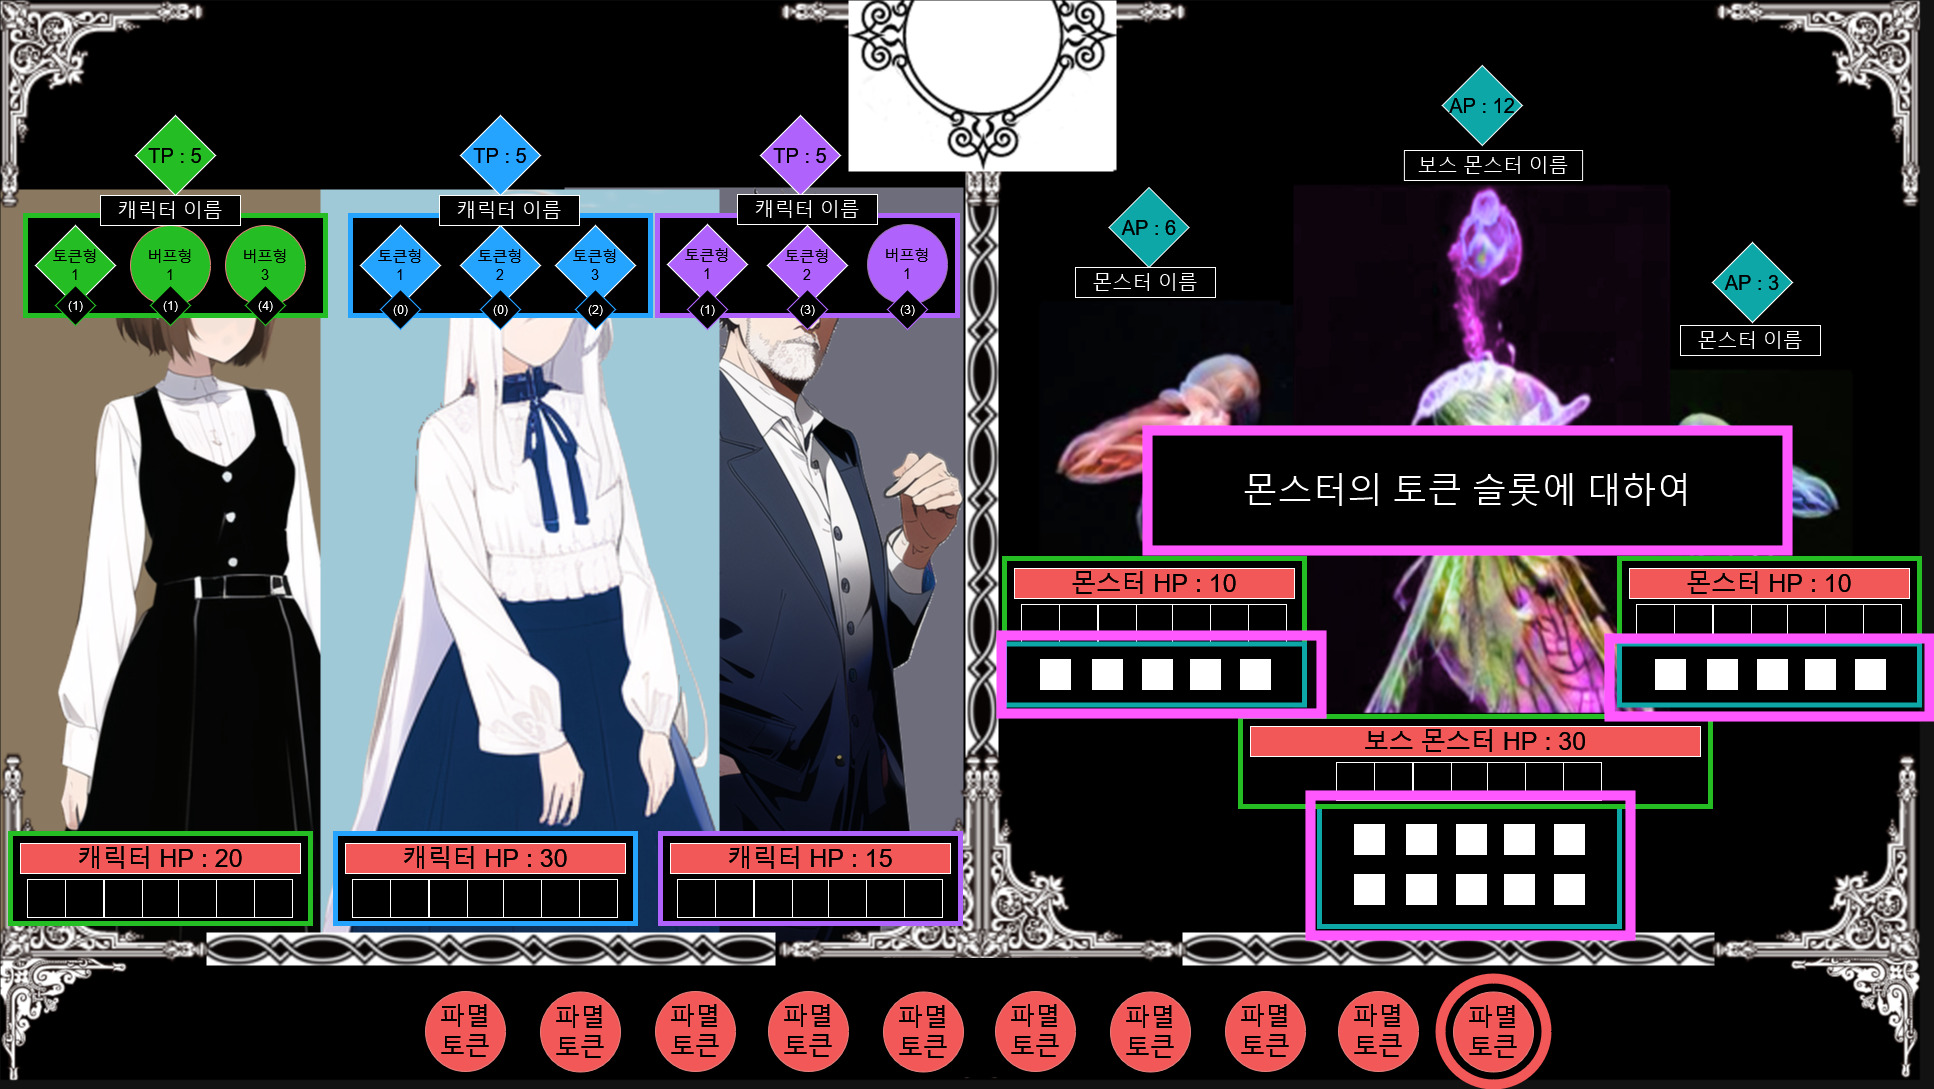 AP : 12
보스 몬스터 이름
TP : 5
TP : 5
TP : 5
AP : 6
몬스터 이름
AP : 3
몬스터 이름
캐릭터 이름
캐릭터 이름
캐릭터 이름
토큰형
1
(1)
버프형
1
(1)
버프형
3
(4)
토큰형
1
(0)
토큰형
2
(0)
토큰형
3
(2)
토큰형
1
(1)
토큰형
2
(3)
버프형
1
(3)
몬스터의 토큰 슬롯에 대하여
몬스터 HP : 10
몬스터 HP : 10
보스 몬스터 HP : 30
캐릭터 HP : 20
캐릭터 HP : 30
캐릭터 HP : 15
파멸
토큰
파멸
토큰
파멸
토큰
파멸
토큰
파멸
토큰
파멸
토큰
파멸
토큰
파멸
토큰
파멸
토큰
파멸
토큰